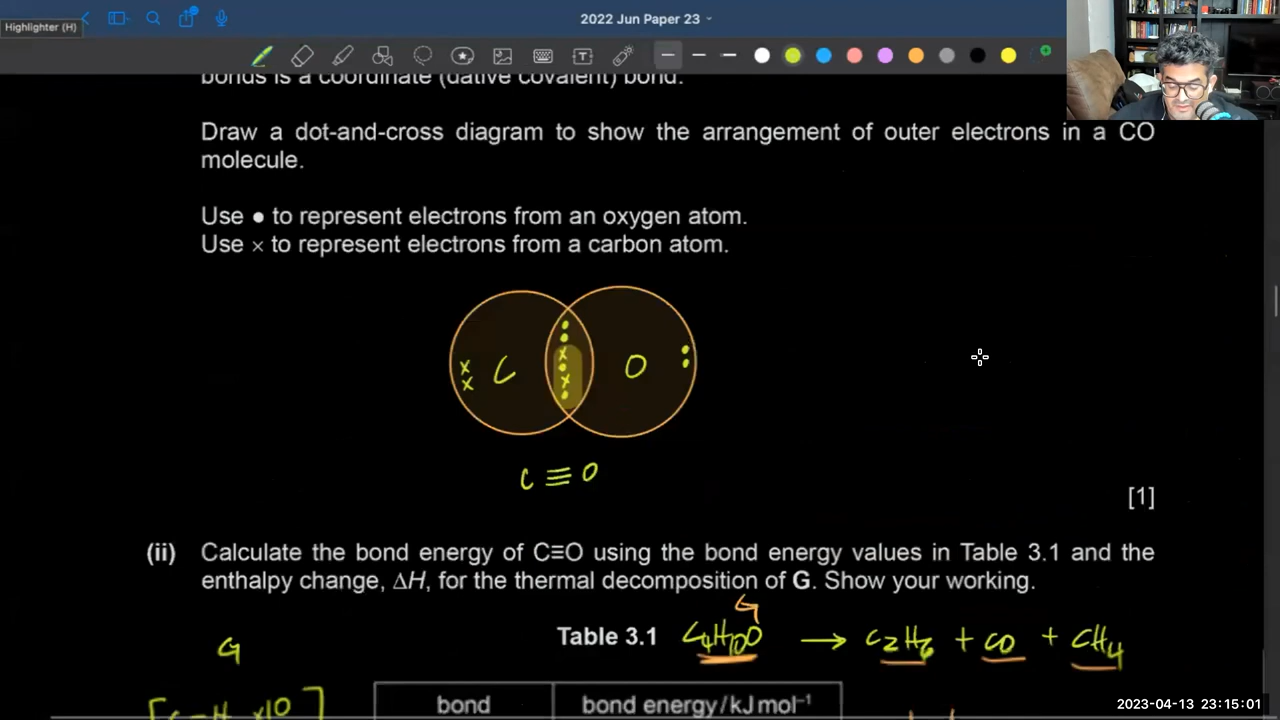 Highlighter (H)
2022 Jun Paper 23
bonds is a coordinate (dative covalent) bond.
Draw a dot-and-cross diagram to show the arrangement of outer electrons in a CO
molecule.
Use ● to represent electrons from an oxygen atom.
Use × to represent electrons from a carbon atom.
C O
C≡O
[1]
(ii) Calculate the bond energy of C≡O using the bond energy values in Table 3.1 and the
enthalpy change, ΔH, for the thermal decomposition of G. Show your working.
G
Table 3.1 C4H10O → C2H6 + CO + CH4
G
bond bond energy / kJ mol⁻¹
[C–H ×10]
2023-04-13 23:15:01